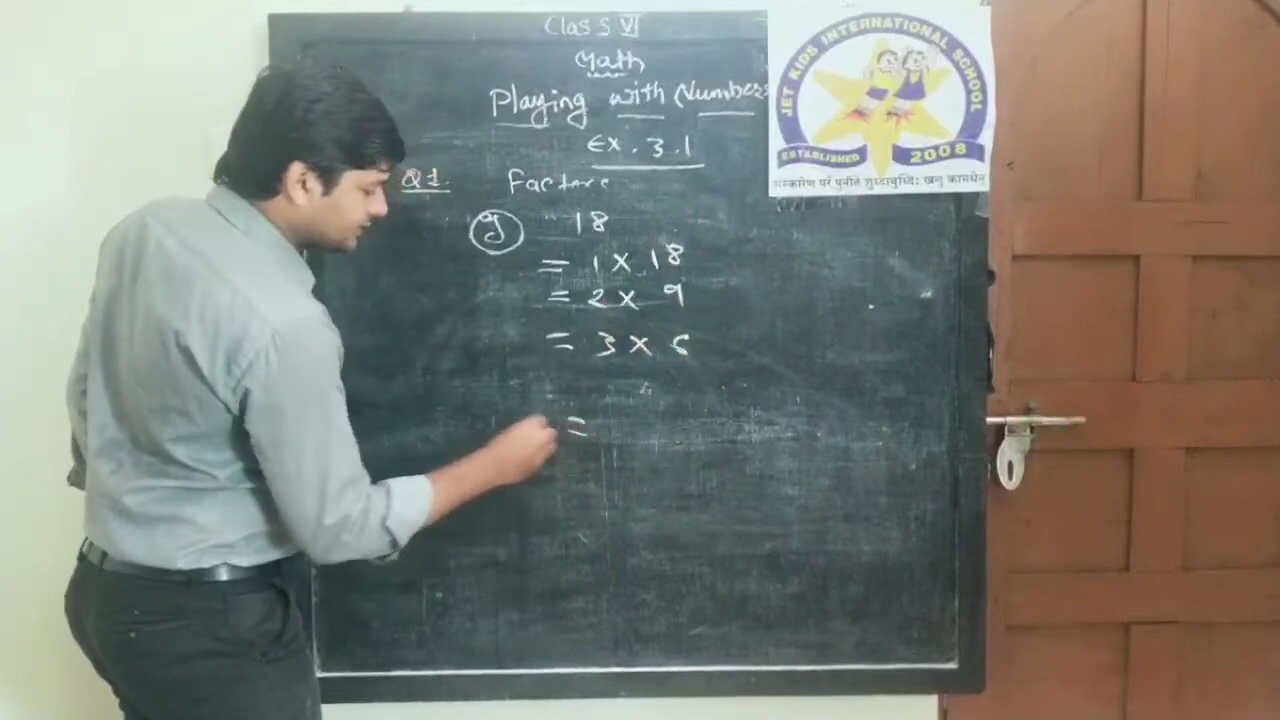 Class VI
Math
Playing with Numbers
Ex. 3.1
Q1. Factors
g 18
= 1 x 18
= 2 x 9
= 3 x 6
=
JET KIDS INTERNATIONAL SCHOOL
ESTABLISHED 2008